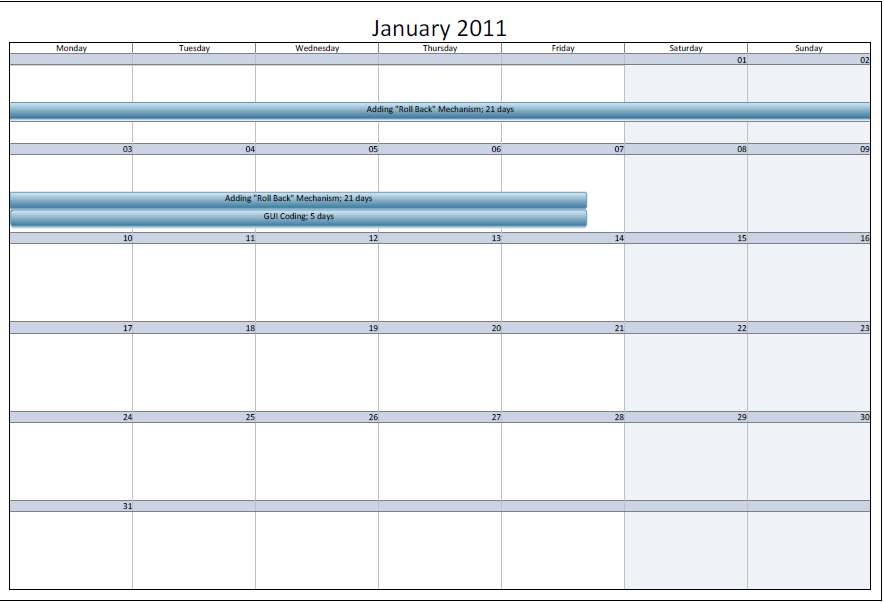 January 2011
Monday Tuesday Wednesday Thursday Friday Saturday Sunday
01 02
Adding "Roll Back" Mechanism; 21 days
03 04 05 06 07 08 09
Adding "Roll Back" Mechanism; 21 days
GUI Coding; 5 days
10 11 12 13 14 15 16
17 18 19 20 21 22 23
24 25 26 27 28 29 30
31